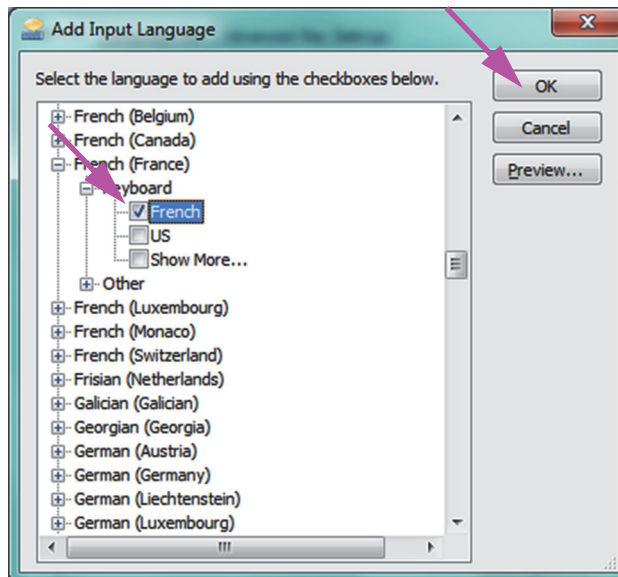 Add Input Language
Select the language to add using the checkboxes below.
French (Belgium)
French (Canada)
French (France)
Keyboard
French
US
Show More...
Other
French (Luxembourg)
French (Monaco)
French (Switzerland)
Frisian (Netherlands)
Galician (Galician)
Georgian (Georgia)
German (Austria)
German (Germany)
German (Liechtenstein)
German (Luxembourg)
OK
Cancel
Preview...